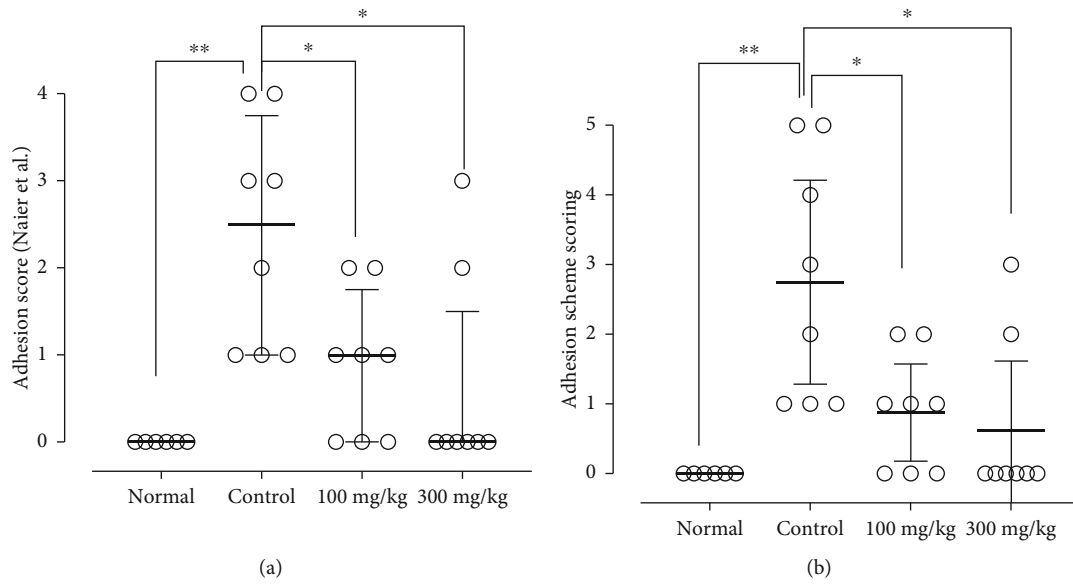 *
**
*
4
3
2
1
0
Adhesion score (Naier et al.)
Normal
Control
100 mg/kg
300 mg/kg
(a)
*
**
*
5
4
3
2
1
0
Adhesion scheme scoring
Normal
Control
100 mg/kg
300 mg/kg
(b)